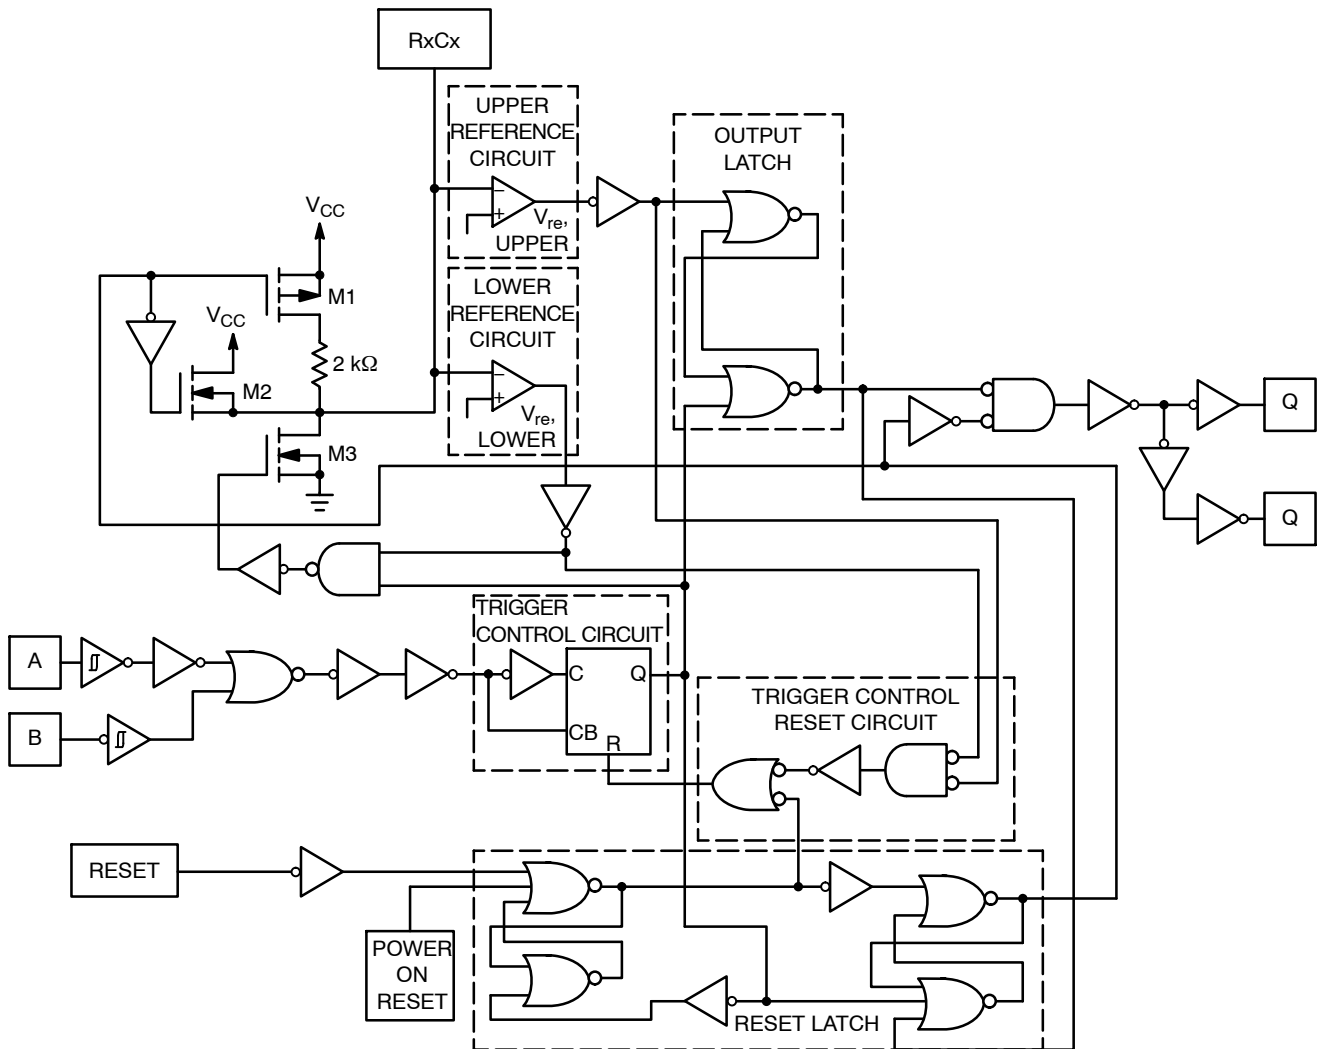 RxCx
UPPER
REFERENCE
CIRCUIT
−
+
Vre,
UPPER
OUTPUT
LATCH
VCC
M1
VCC
M2
2 kΩ
M3
LOWER
REFERENCE
CIRCUIT
−
+
Vre,
LOWER
Q
Q
TRIGGER
CONTROL CIRCUIT
A
B
C
Q
CB
R
TRIGGER CONTROL
RESET CIRCUIT
RESET
POWER
ON
RESET
RESET LATCH